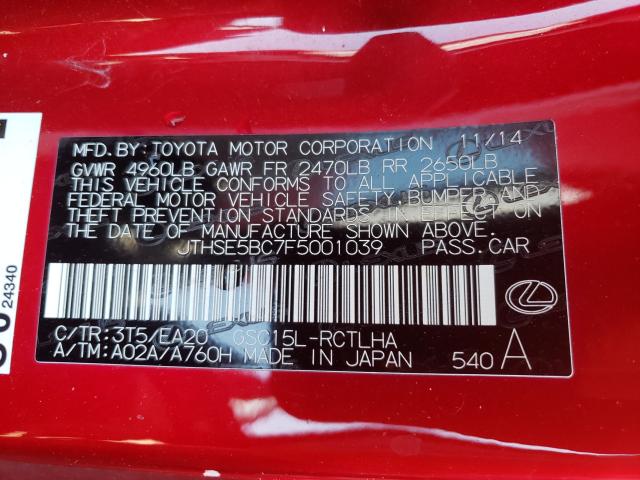 MFD. BY: TOYOTA MOTOR CORPORATION 11/14
GVWR 4960LB GAWR FR 2470LB RR 2650LB
THIS VEHICLE CONFORMS TO ALL APPLICABLE
FEDERAL MOTOR VEHICLE SAFETY, BUMPER, AND
THEFT PREVENTION STANDARDS IN EFFECT ON
THE DATE OF MANUFACTURE SHOWN ABOVE.
JTHSE5BC7F5001039 PASS. CAR
C/TR: 3T5/EA20 USC15L-RCTLHA
A/TM: A02A/A760H MADE IN JAPAN 540 A
24340